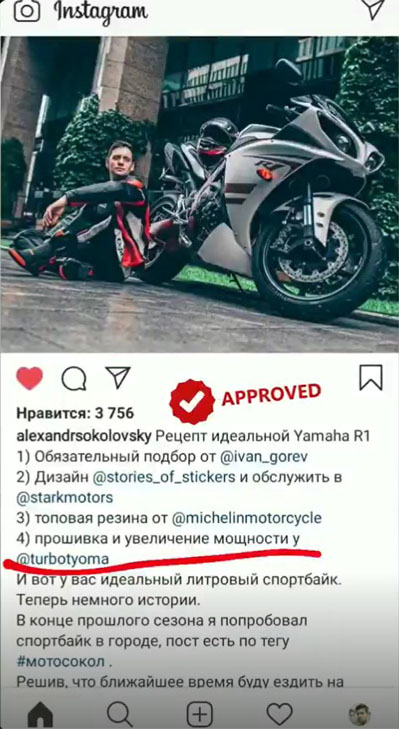 Instagram
R1
Нравится: 3 756
APPROVED
alexandrsokolovsky Рецепт идеальной Yamaha R1
1) Обязательный подбор от @ivan_gorev
2) Дизайн @stories_of_stickers и обслужить в
@starkmotors
3) топовая резина от @michelinmotorcycle
4) прошивка и увеличение мощности у
@turbotyoma
И вот у вас идеальный литровый спортбайк.
Теперь немного истории.
В конце прошлого сезона я попробовал
спортбайк в городе, пост есть по тегу
#мотосокол .
Решив, что ближайшее время буду ездить на